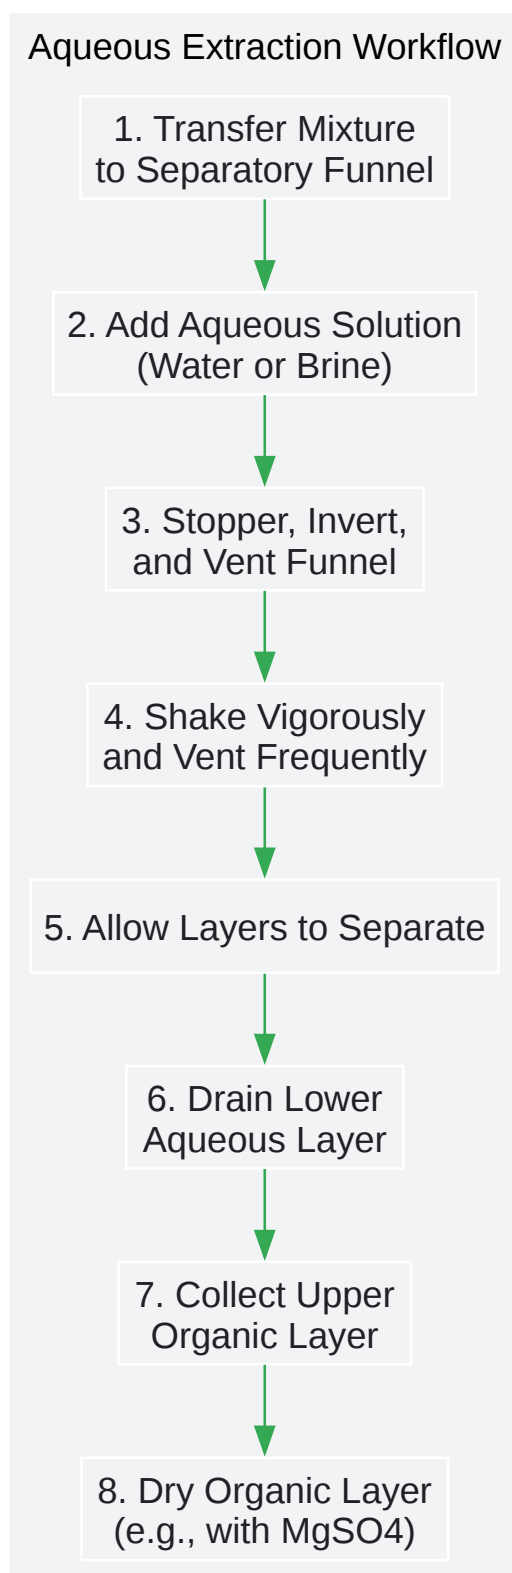 Aqueous Extraction Workflow
1. Transfer Mixture
to Separatory Funnel
2. Add Aqueous Solution
(Water or Brine)
3. Stopper, Invert,
and Vent Funnel
4. Shake Vigorously
and Vent Frequently
5. Allow Layers to Separate
6. Drain Lower
Aqueous Layer
7. Collect Upper
Organic Layer
8. Dry Organic Layer
(e.g., with MgSO4)